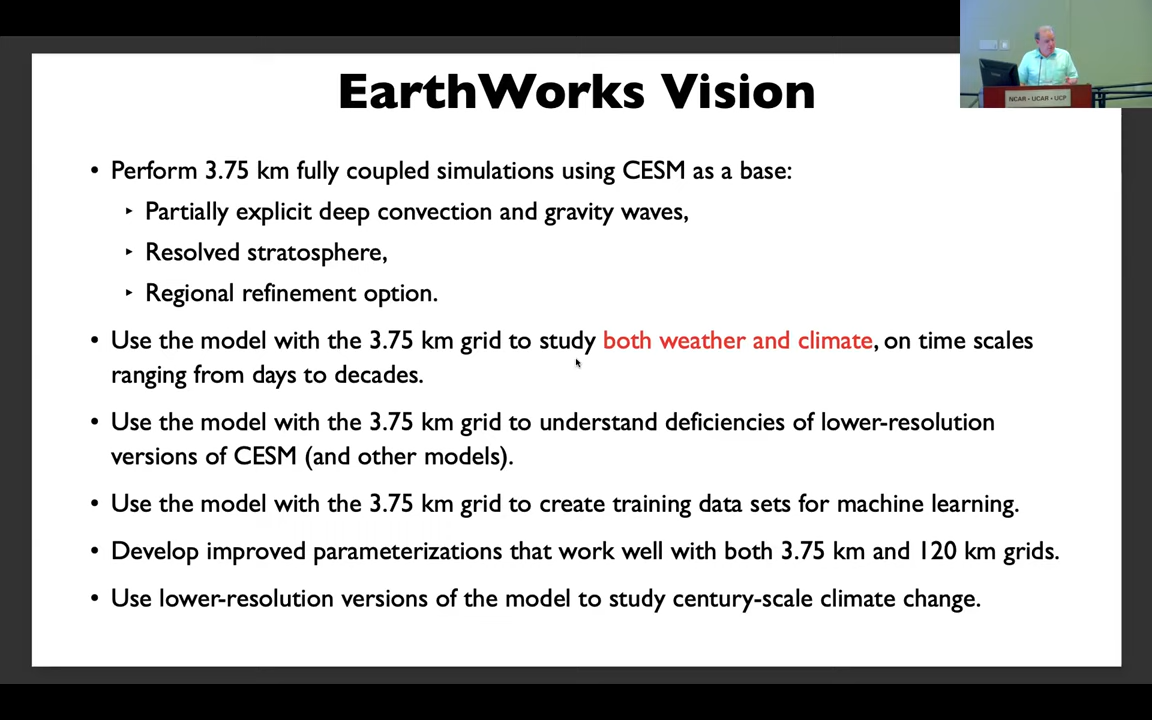 EarthWorks Vision
NCAR • UCAR • UCP
• Perform 3.75 km fully coupled simulations using CESM as a base:
‣ Partially explicit deep convection and gravity waves,
‣ Resolved stratosphere,
‣ Regional refinement option.
• Use the model with the 3.75 km grid to study both weather and climate, on time scales
ranging from days to decades.
• Use the model with the 3.75 km grid to understand deficiencies of lower-resolution
versions of CESM (and other models).
• Use the model with the 3.75 km grid to create training data sets for machine learning.
• Develop improved parameterizations that work well with both 3.75 km and 120 km grids.
• Use lower-resolution versions of the model to study century-scale climate change.